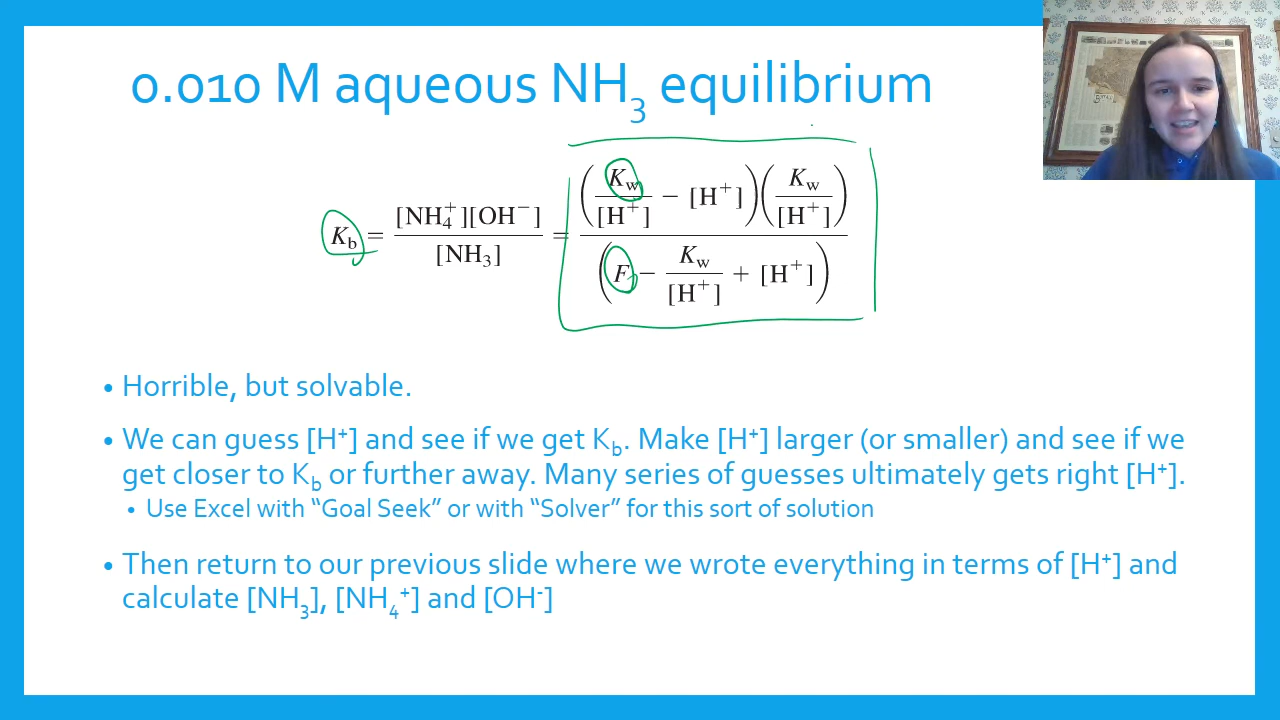 0.010 M aqueous NH₃ equilibrium
K_b = [NH₄⁺][OH⁻] / [NH₃] = (K_w/[H⁺] − [H⁺])(K_w/[H⁺]) / (F − K_w/[H⁺] + [H⁺])
• Horrible, but solvable.
• We can guess [H⁺] and see if we get K_b. Make [H⁺] larger (or smaller) and see if we
get closer to K_b or further away. Many series of guesses ultimately gets right [H⁺].
• Use Excel with “Goal Seek” or with “Solver” for this sort of solution
• Then return to our previous slide where we wrote everything in terms of [H⁺] and
calculate [NH₃], [NH₄⁺] and [OH⁻]